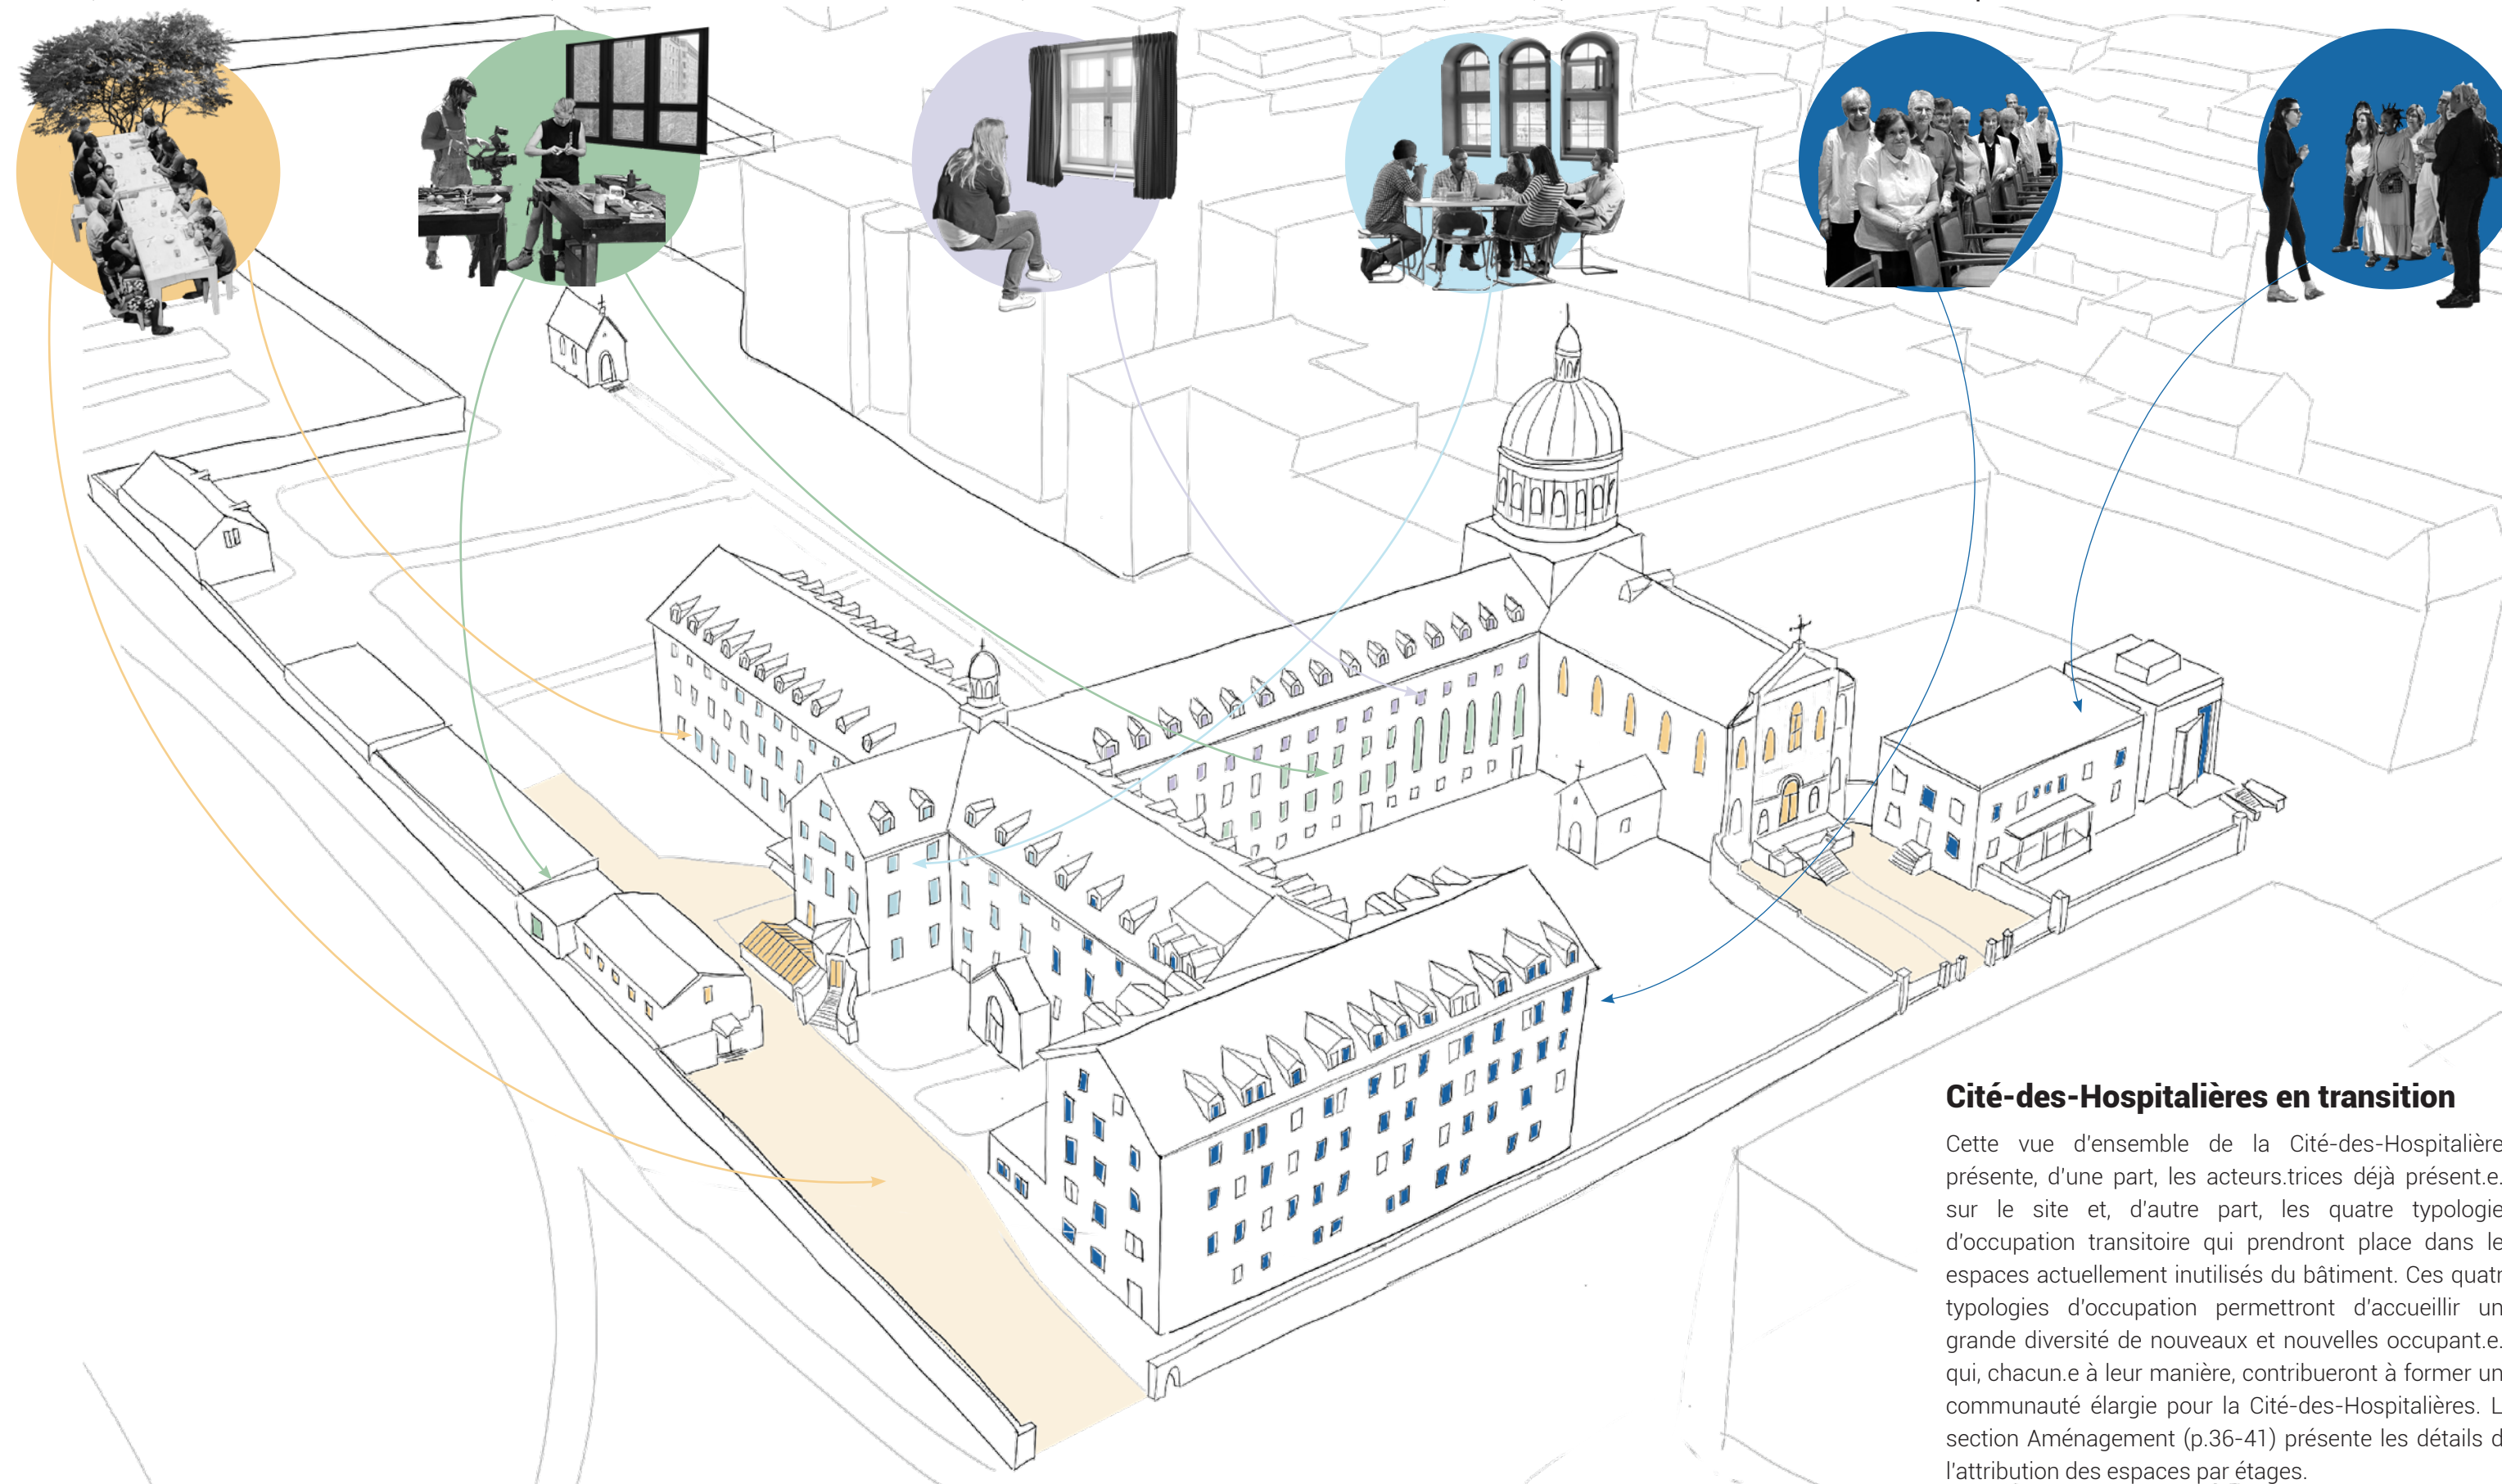 Cité-des-Hospitalières en transition
Cette vue d'ensemble de la Cité-des-Hospitalière
présente, d'une part, les acteurs.trices déjà présent.e.
sur le site et, d'autre part, les quatre typologie
d'occupation transitoire qui prendront place dans le
espaces actuellement inutilisés du bâtiment. Ces quatr
typologies d'occupation permettront d'accueillir un
grande diversité de nouveaux et nouvelles occupant.e.
qui, chacun.e à leur manière, contribueront à former un
communauté élargie pour la Cité-des-Hospitalières. L
section Aménagement (p.36-41) présente les détails d
l'attribution des espaces par étages.